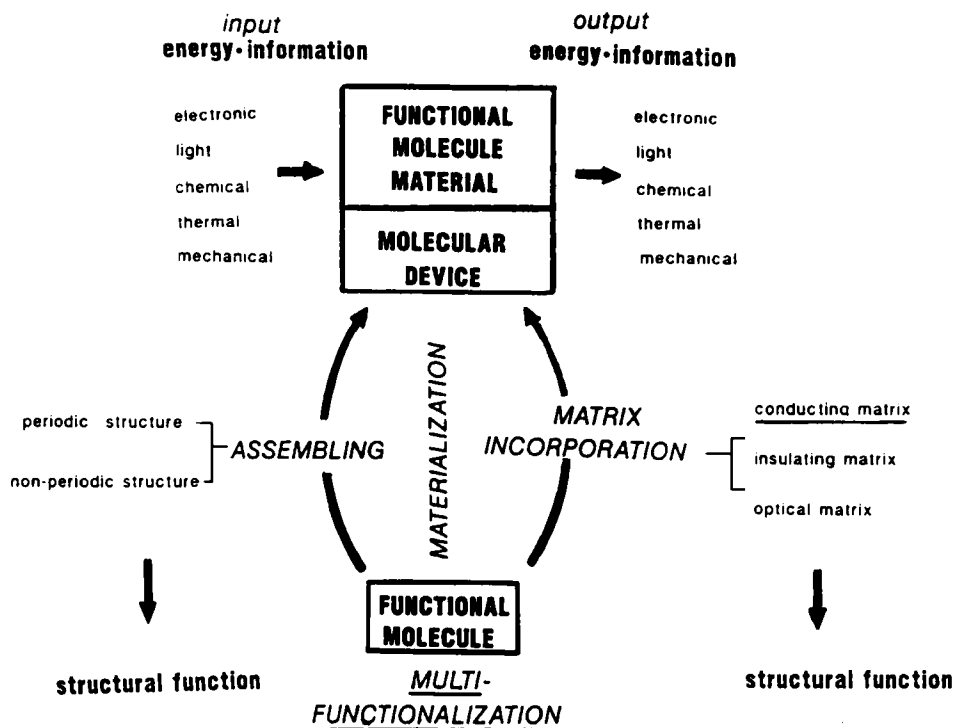 input
energy·information
output
energy·information
electronic
light
chemical
thermal
mechanical
FUNCTIONAL
MOLECULE
MATERIAL
MOLECULAR
DEVICE
electronic
light
chemical
thermal
mechanical
MATERIALIZATION
periodic structure
non-periodic structure
ASSEMBLING
MATRIX
INCORPORATION
conducting matrix
insulating matrix
optical matrix
structural function
FUNCTIONAL
MOLECULE
MULTI-
FUNCTIONALIZATION
structural function